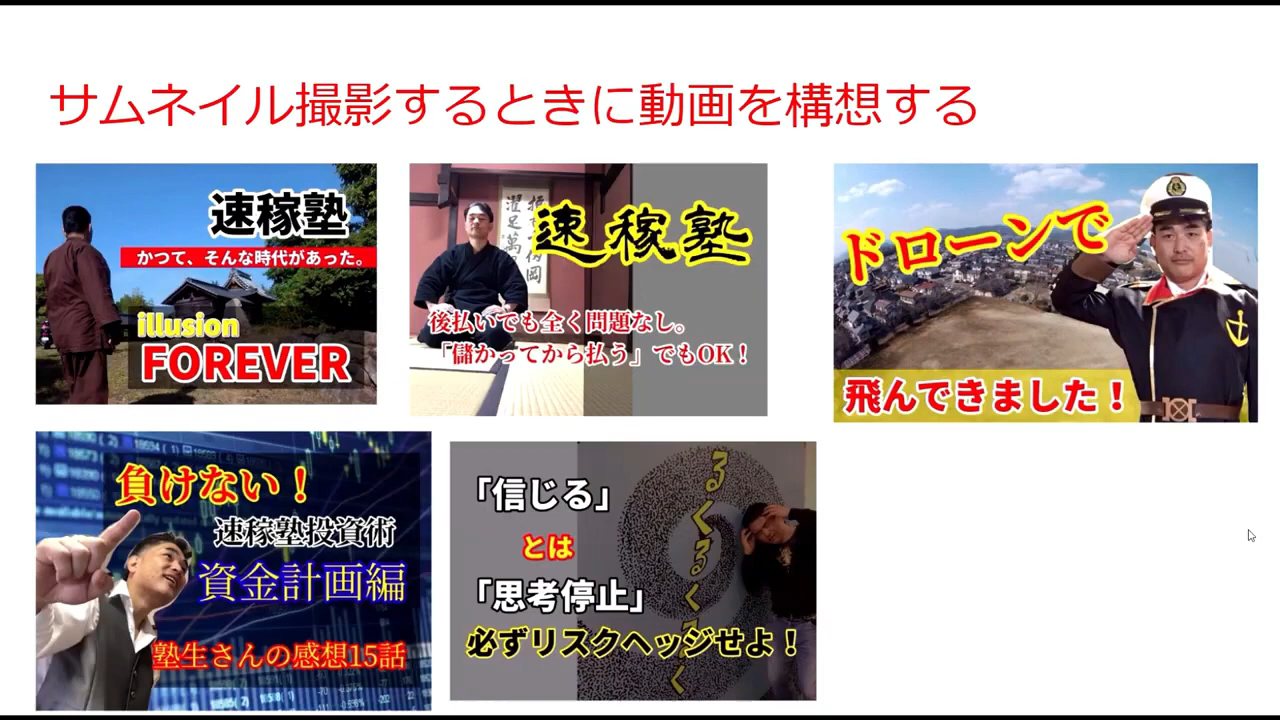 サムネイル撮影するときに動画を構想する
速稼塾
かつて、そんな時代があった。
illusion
FOREVER
速稼塾
後払いでも全く問題なし。
「儲かってから払う」でもOK！
ドローンで
飛んできました！
負けない！
速稼塾投資術
資金計画編
塾生さんの感想15話
「信じる」
とは
「思考停止」
必ずリスクヘッジせよ！
るくるくるく